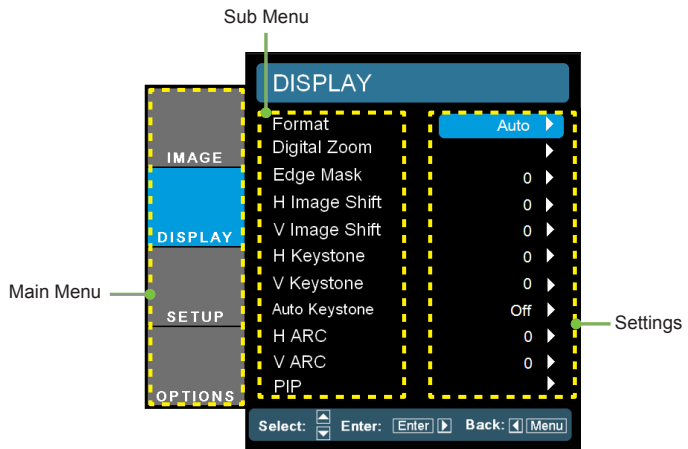 Sub Menu
DISPLAY
IMAGE
DISPLAY
SETUP
OPTIONS
Main Menu
Format Auto
Digital Zoom
Edge Mask 0
H Image Shift 0
V Image Shift 0
H Keystone 0
V Keystone 0
Auto Keystone Off
H ARC 0
V ARC 0
PIP
Settings
Select: Enter: Enter Back: Menu